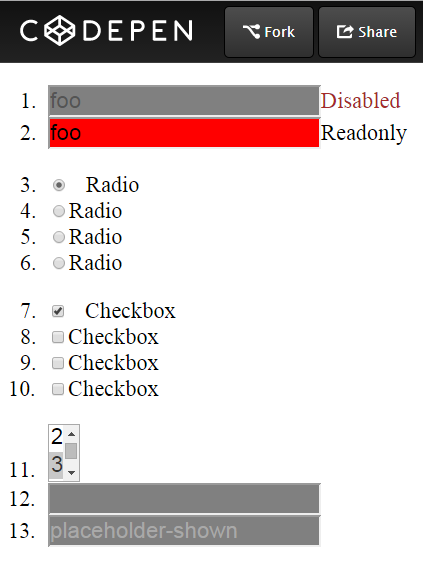 CODEPEN Fork Share
1. foo Disabled
2. foo Readonly
3. Radio
4. Radio
5. Radio
6. Radio
7. Checkbox
8. Checkbox
9. Checkbox
10. Checkbox
2
11. 3
12.
13. placeholder-shown